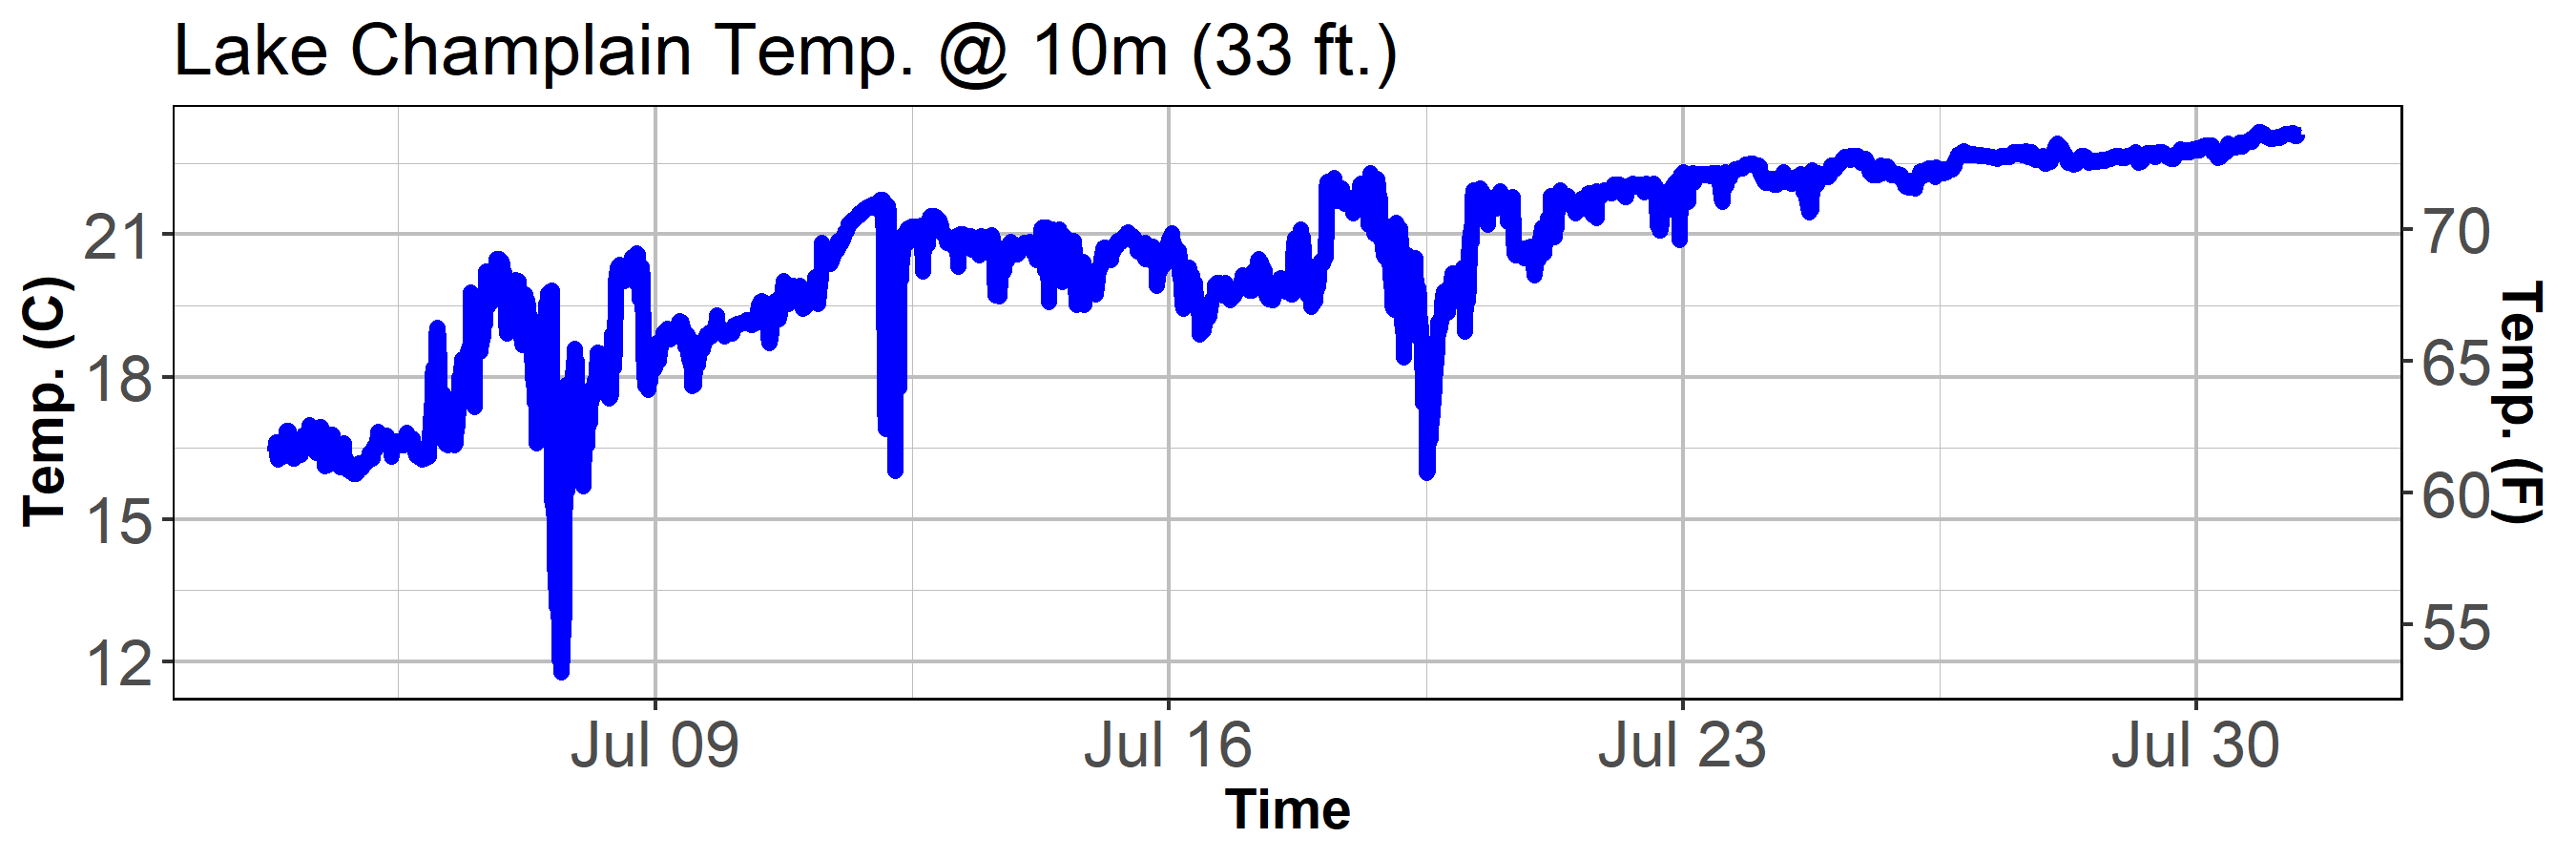 Lake Champlain Temp. @ 10m (33 ft.)
Temp. (C)
21
18
15
12
70
65
60
55
Temp. (F)
Jul 09
Jul 16
Jul 23
Jul 30
Time